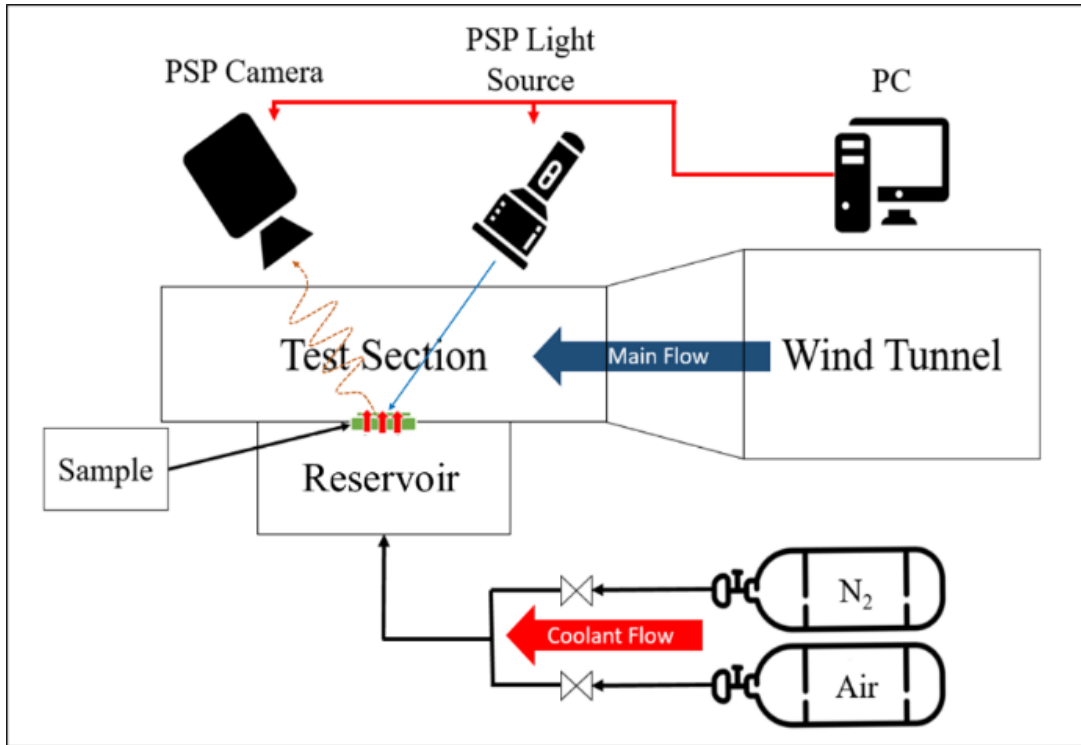 PSP Camera
PSP Light
Source
PC
Test Section
Main Flow
Wind Tunnel
Sample
Reservoir
N₂
Coolant Flow
Air